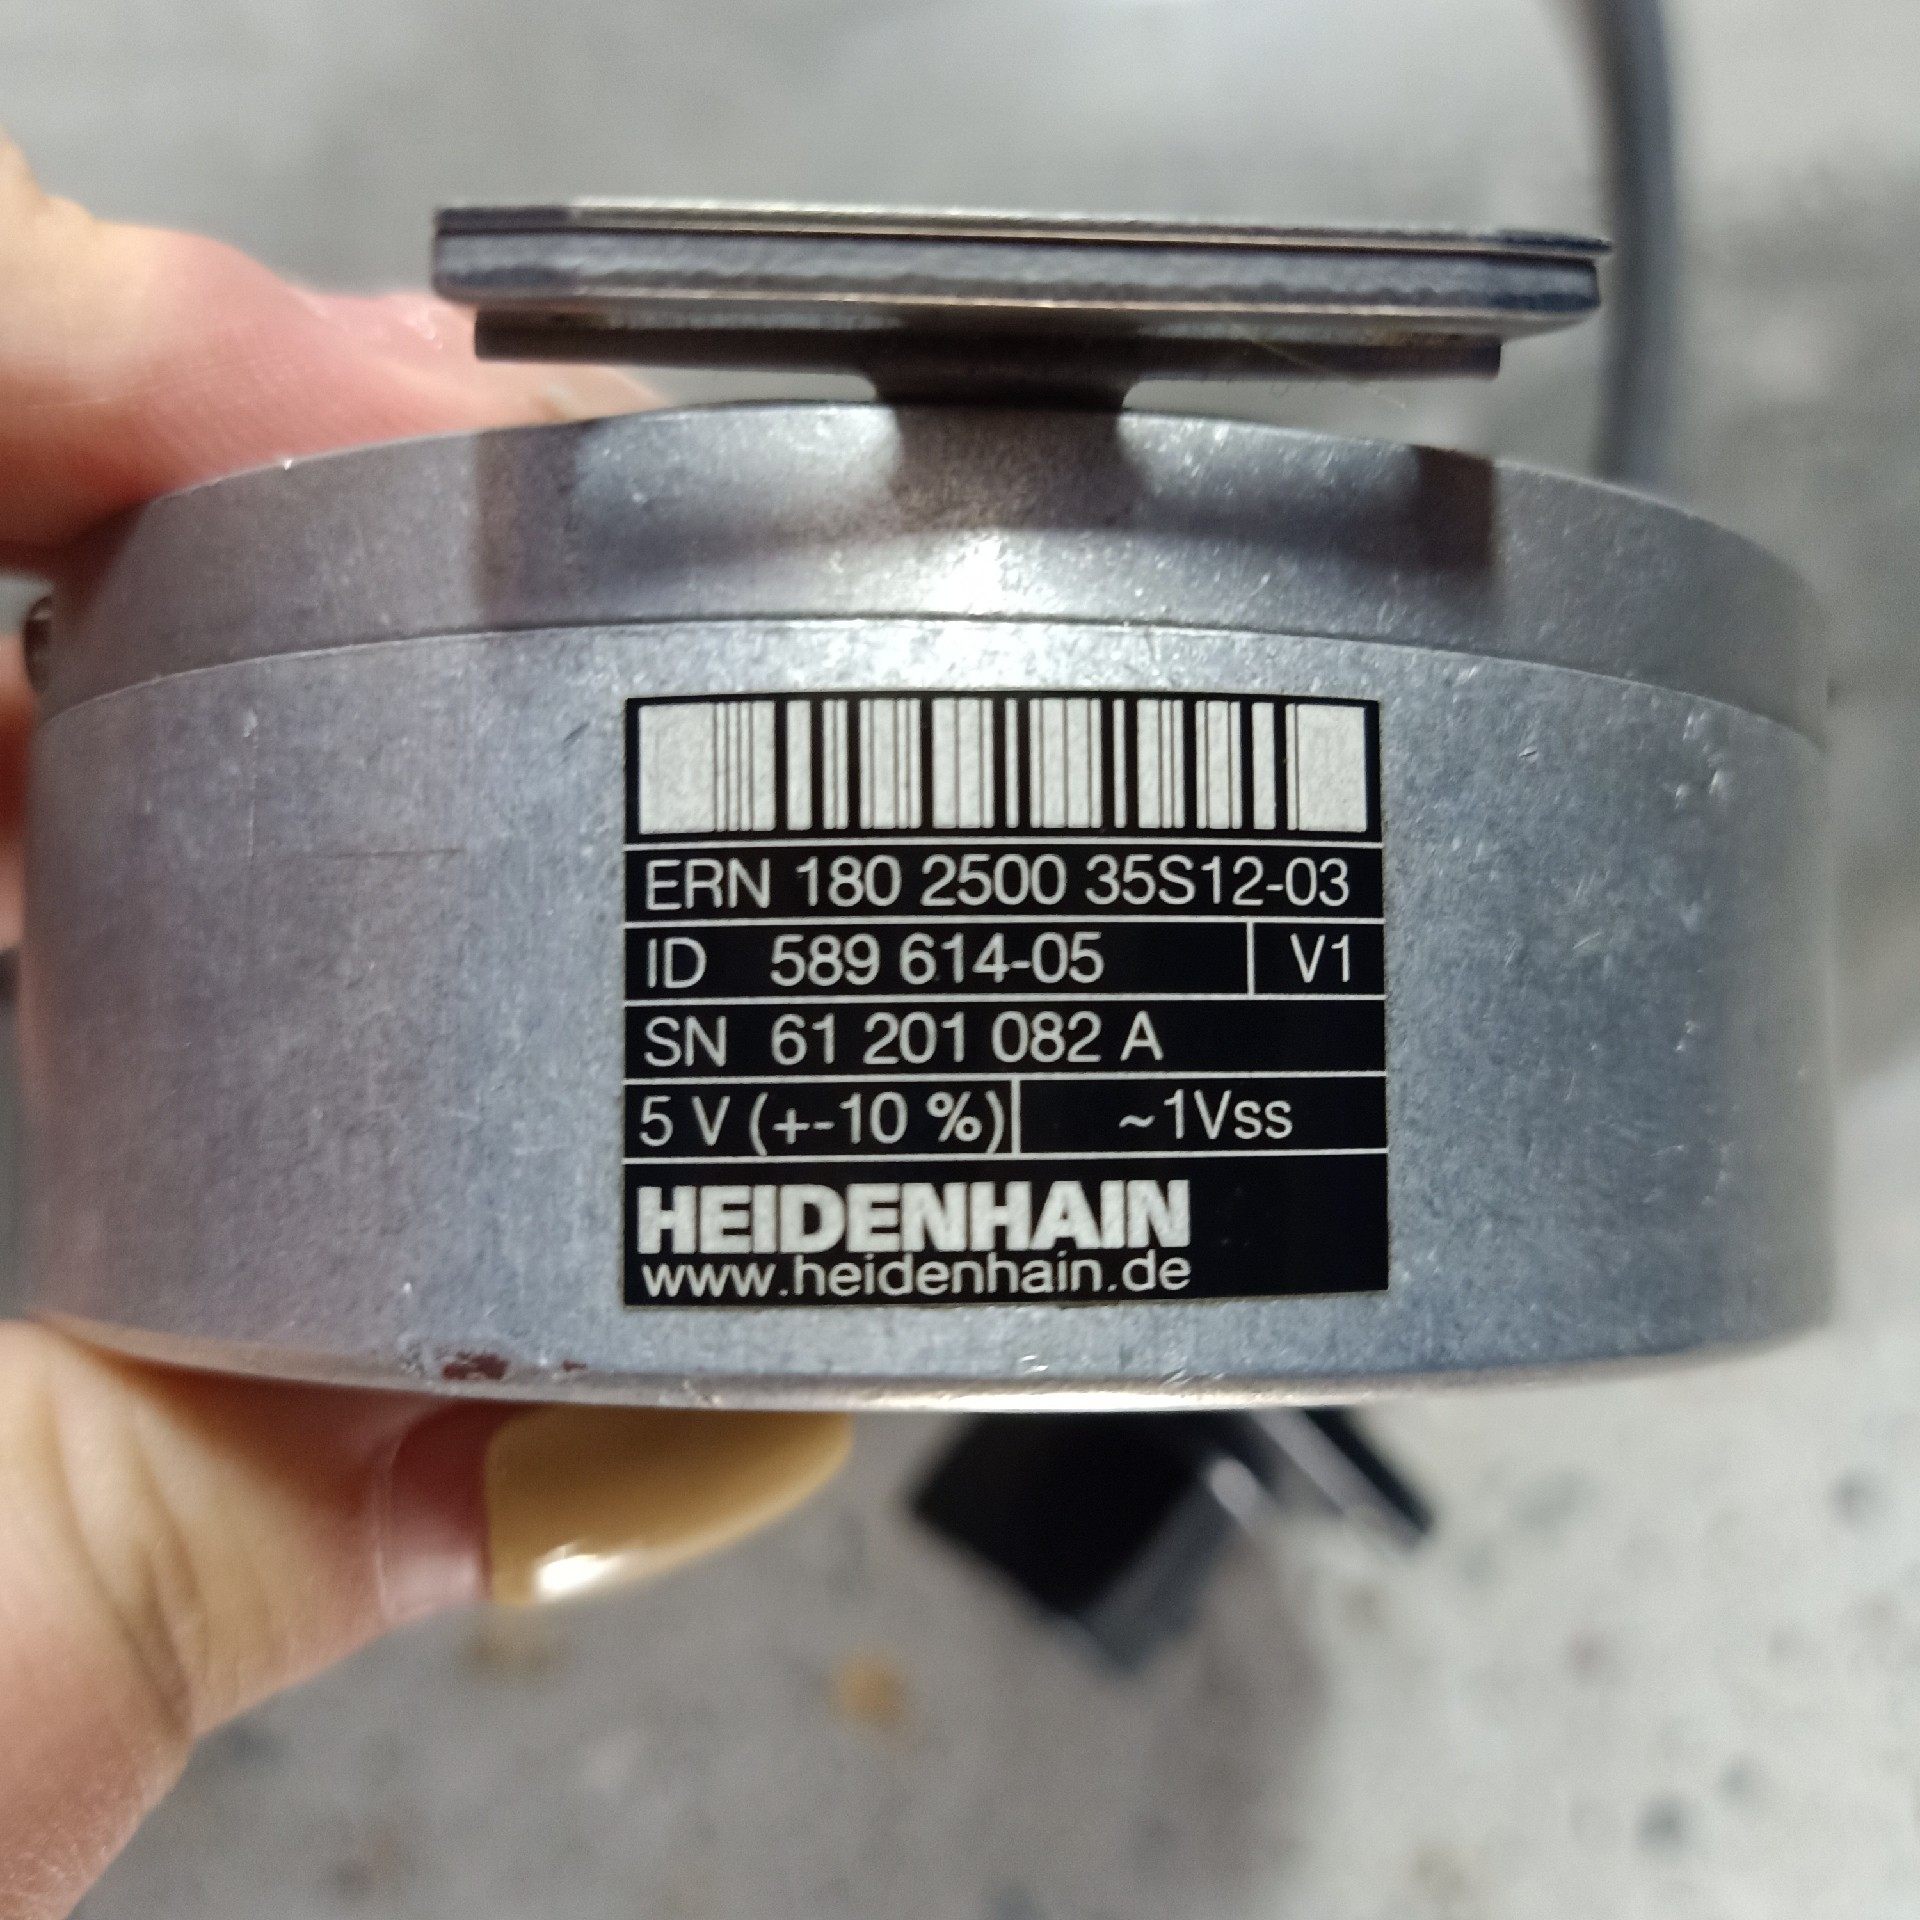 ERN 180 2500 35S12-03
ID 589 614-05 V1
SN 61 201 082 A
5 V (+-10 %) ~1Vss
HEIDENHAIN
www.heidenhain.de